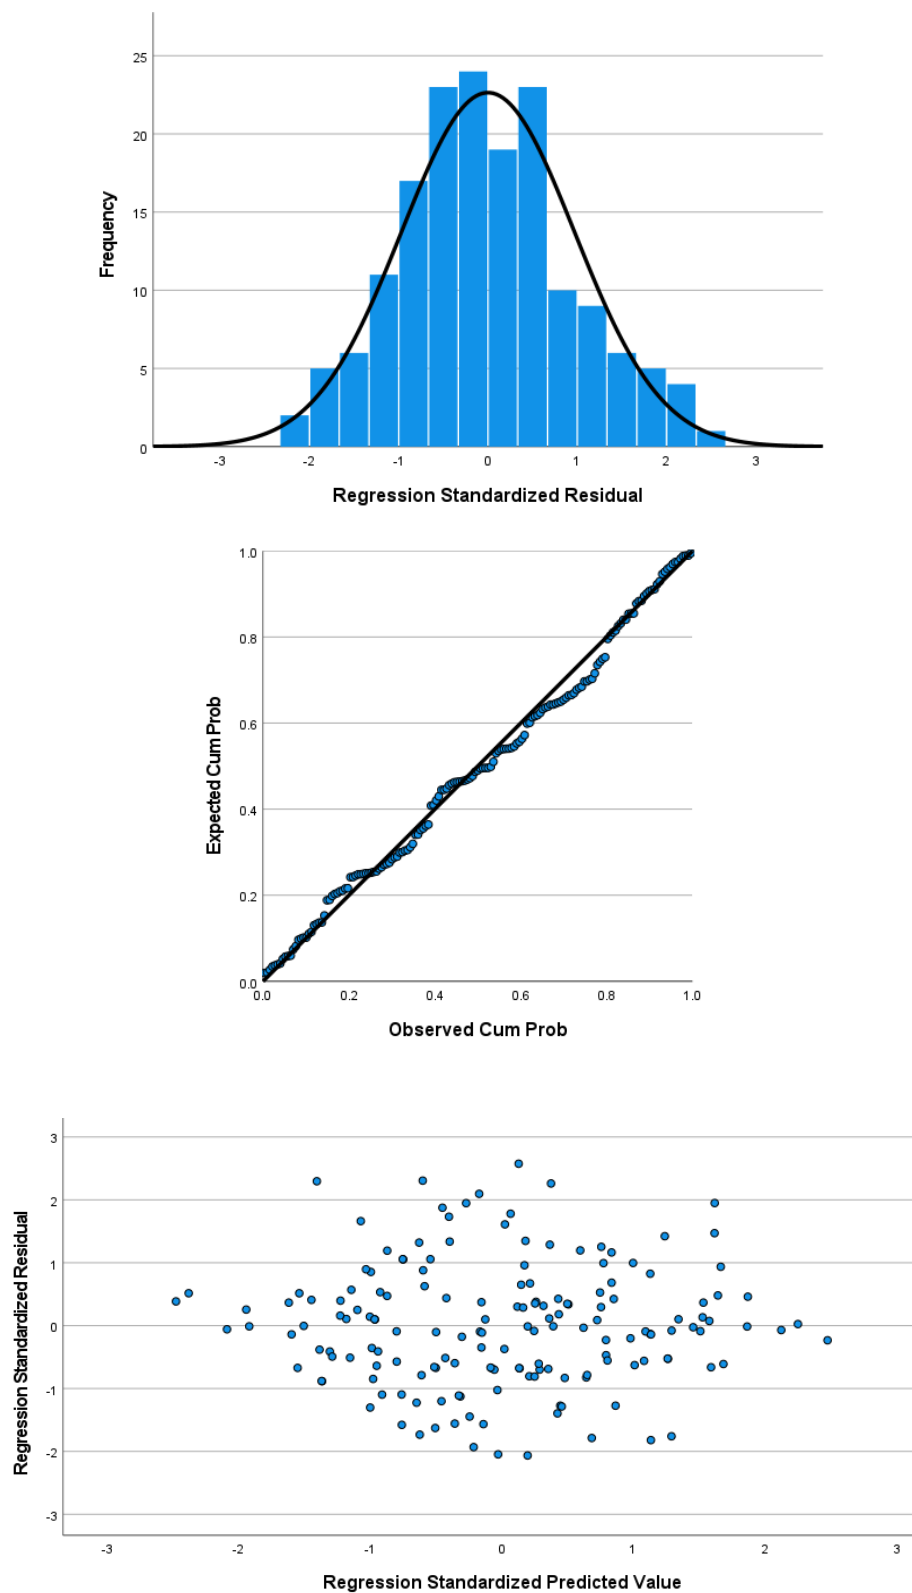 25
20
15
10
5
0
Frequency
-3 -2 -1 0 1 2 3
Regression Standardized Residual
1.0
0.8
0.6
0.4
0.2
0.0
Expected Cum Prob
0.0 0.2 0.4 0.6 0.8 1.0
Observed Cum Prob
3
2
1
0
-1
-2
-3
Regression Standardized Residual
-3 -2 -1 0 1 2 3
Regression Standardized Predicted Value